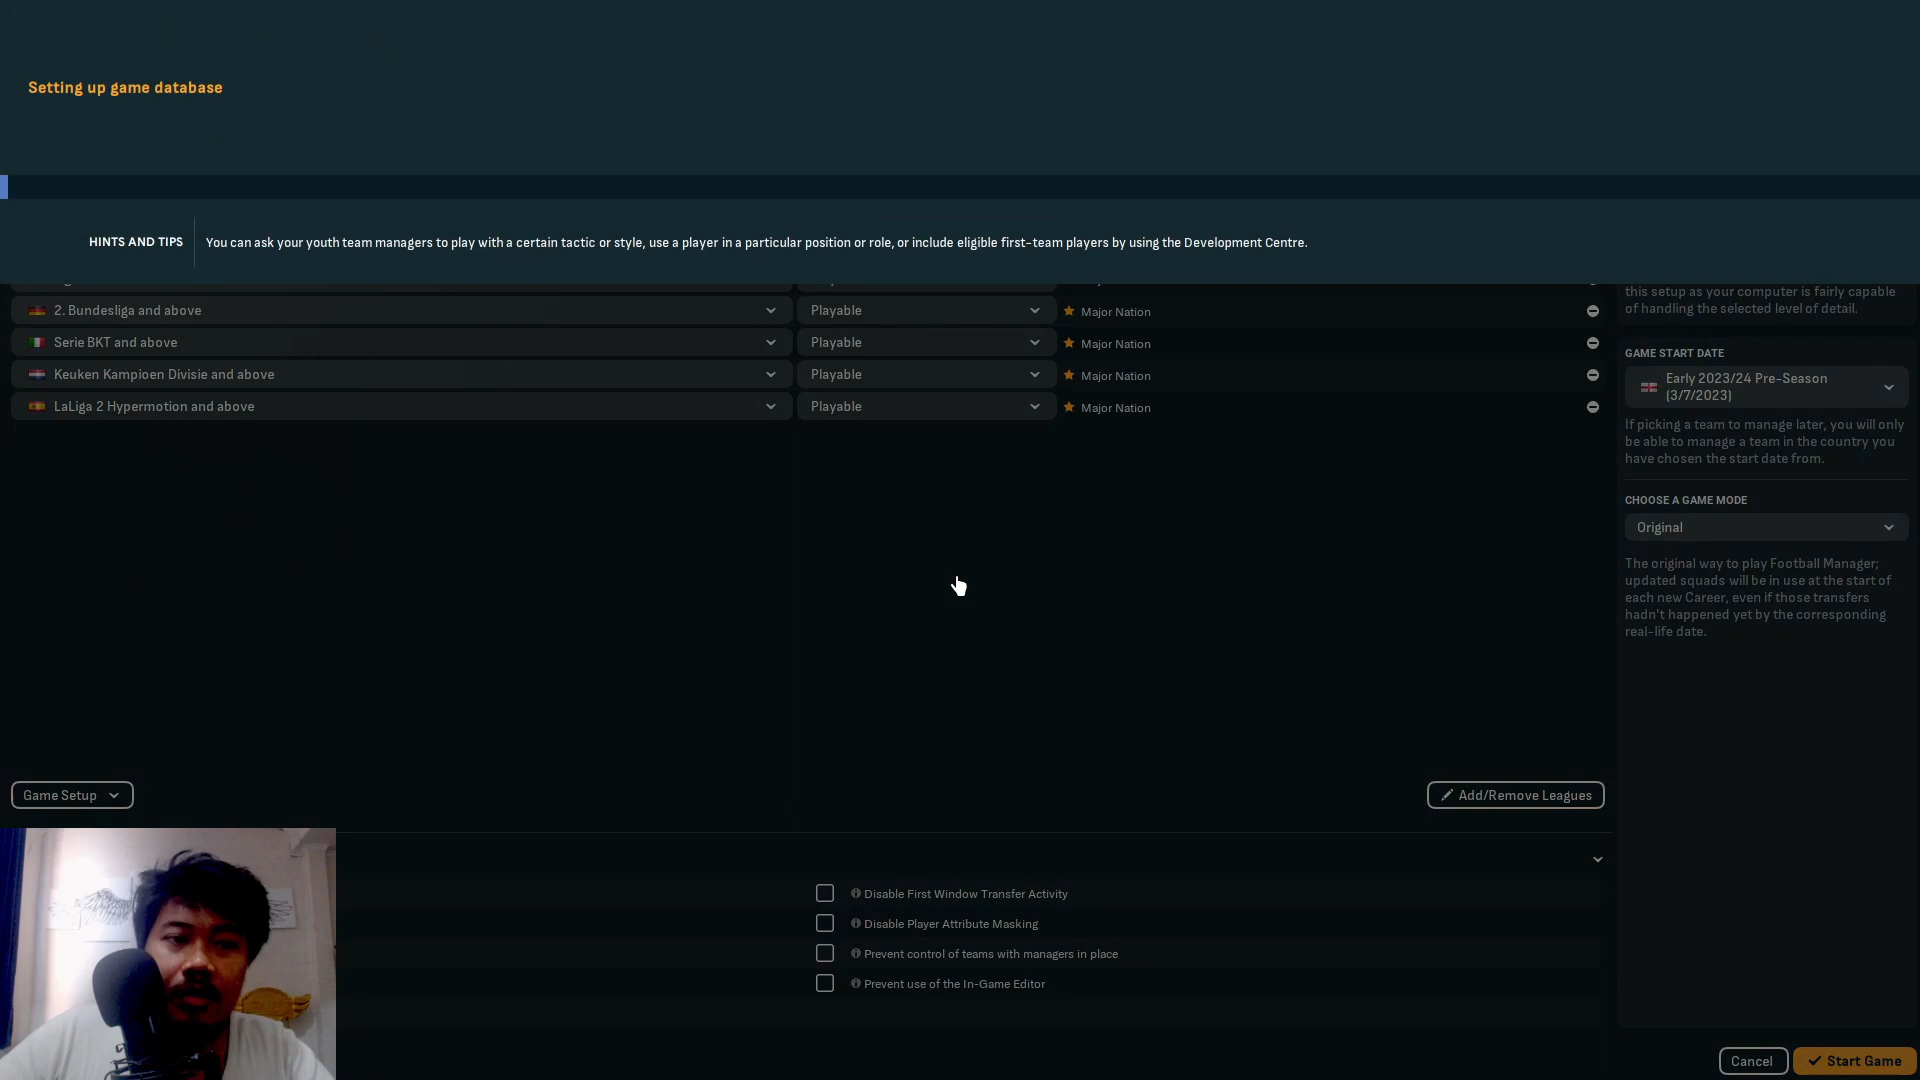 Setting up game database
HINTS AND TIPS
You can ask your youth team managers to play with a certain tactic or style, use a player in a particular position or role, or include eligible first-team players by using the Development Centre.
2. Bundesliga and above
Playable
Major Nation
Serie BKT and above
Playable
Major Nation
Keuken Kampioen Divisie and above
Playable
Major Nation
LaLiga 2 Hypermotion and above
Playable
Major Nation
this setup as your computer is fairly capable
of handling the selected level of detail.
GAME START DATE
Early 2023/24 Pre-Season
(3/7/2023)
If picking a team to manage later, you will only
be able to manage a team in the country you
have chosen the start date from.
CHOOSE A GAME MODE
Original
The original way to play Football Manager;
updated squads will be in use at the start of
each new Career, even if those transfers
hadn't happened yet by the corresponding
real-life date.
Game Setup
Add/Remove Leagues
Disable First Window Transfer Activity
Disable Player Attribute Masking
Prevent control of teams with managers in place
Prevent use of the In-Game Editor
Cancel
Start Game